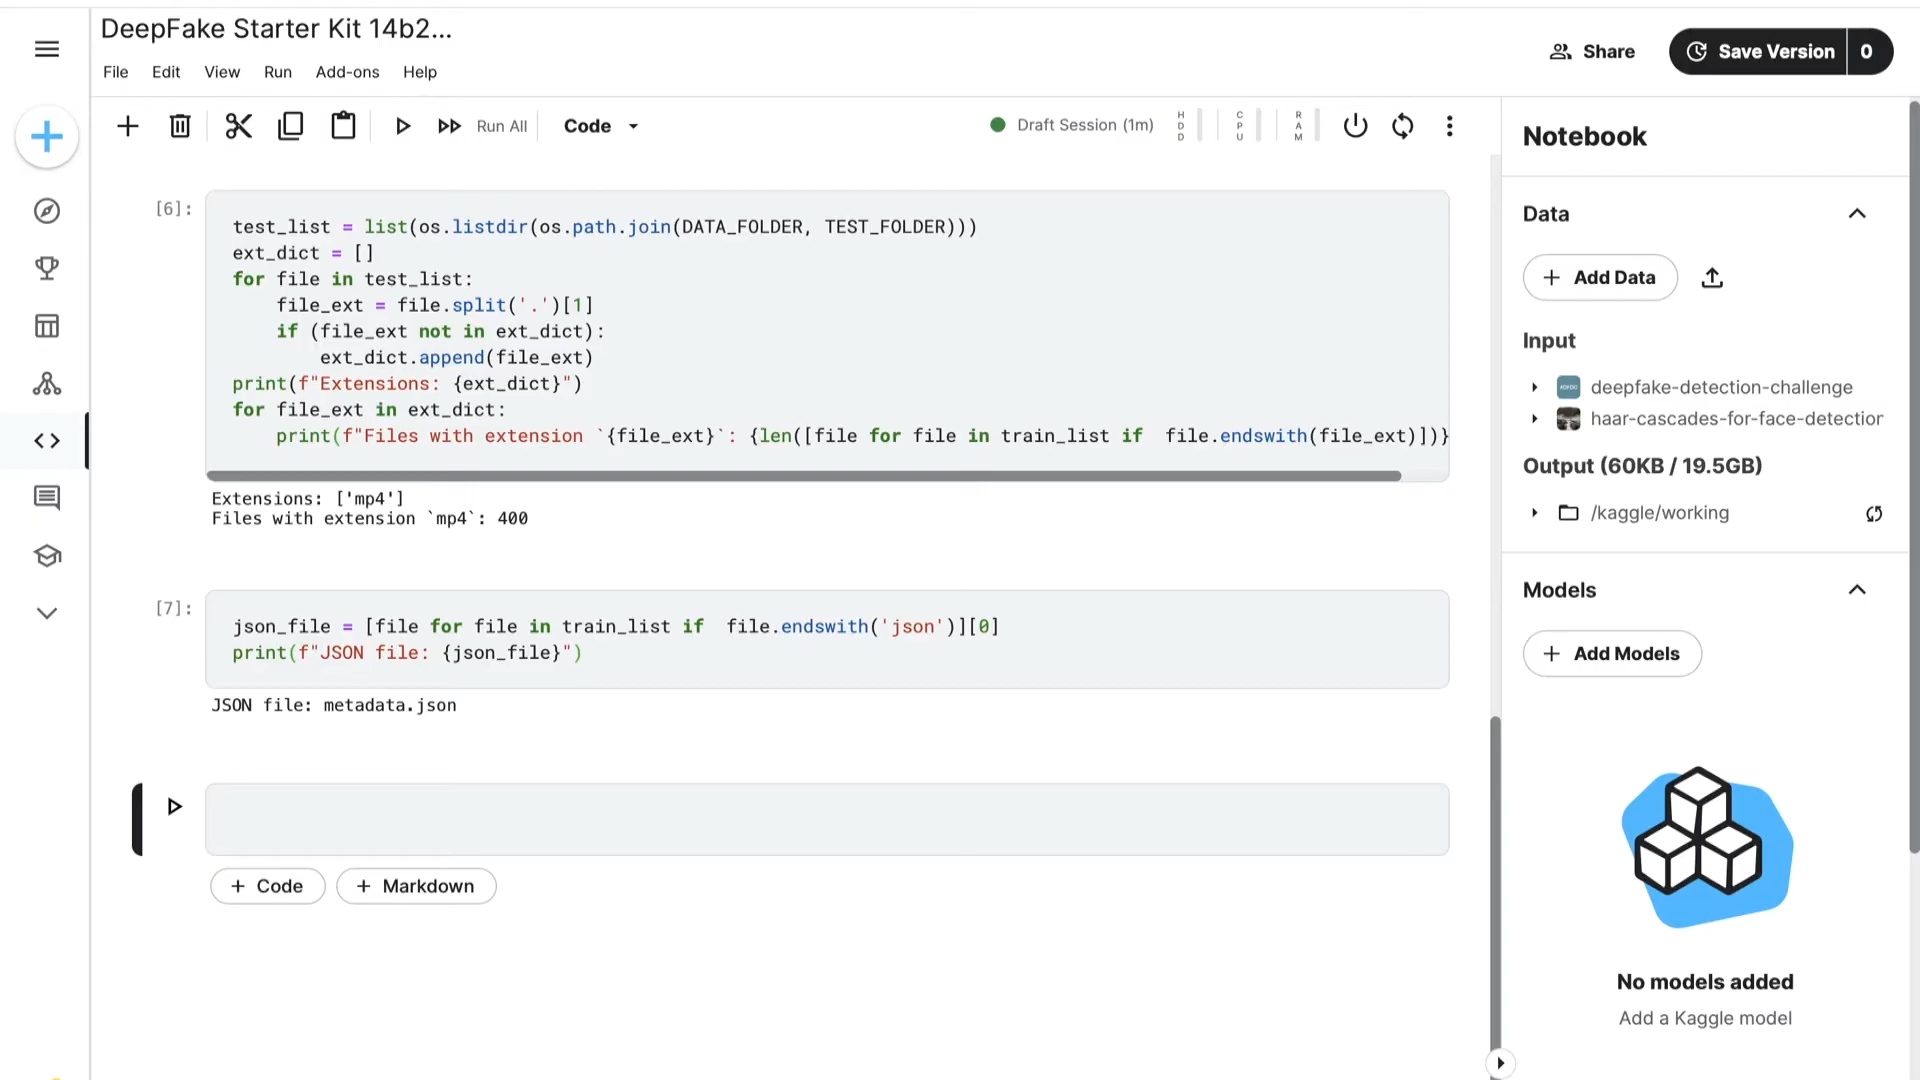 DeepFake Starter Kit 14b2...
File Edit View Run Add-ons Help
Share
Save Version 0
Run All
Code
Draft Session (1m)
HDD
CPU
RAM
[6]:
test_list = list(os.listdir(os.path.join(DATA_FOLDER, TEST_FOLDER)))
ext_dict = []
for file in test_list:
    file_ext = file.split('.')[1]
    if (file_ext not in ext_dict):
        ext_dict.append(file_ext)
print(f"Extensions: {ext_dict}")
for file_ext in ext_dict:
    print(f"Files with extension `{file_ext}`: {len([file for file in train_list if  file.endswith(file_ext)])}
Extensions: ['mp4']
Files with extension `mp4`: 400
[7]:
json_file = [file for file in train_list if  file.endswith('json')][0]
print(f"JSON file: {json_file}")
JSON file: metadata.json
+ Code + Markdown
Notebook
Data
+ Add Data
Input
deepfake-detection-challenge
haar-cascades-for-face-detection
Output (60KB / 19.5GB)
/kaggle/working
Models
+ Add Models
No models added
Add a Kaggle model